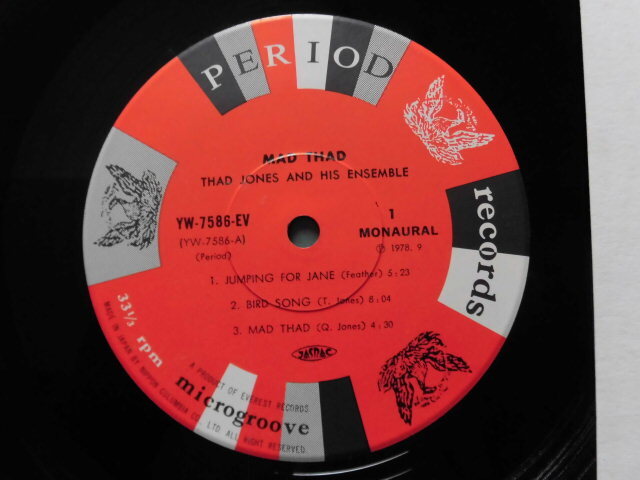 PERIOD
records
MAD THAD
THAD JONES AND HIS ENSEMBLE
YW-7586-EV
(YW-7586-A)
(Period)
1
MONAURAL
Ⓟ 1978. 9
1. JUMPING FOR JANE (Feather) 5:23
2. BIRD SONG (T. Jones) 8:04
3. MAD THAD (Q. Jones) 4:30
JASRAC
33 1/3 rpm
microgroove
A PRODUCT OF EVEREST RECORDS
MADE IN JAPAN BY NIPPON COLUMBIA CO., LTD. ALL RIGHT RESERVED.